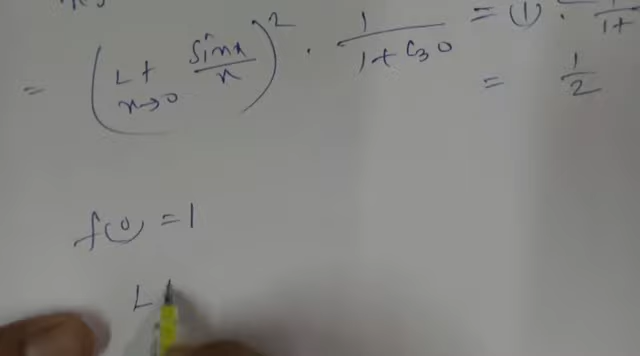 = ( Lt x→0 sinx/x )² · 1/1+cos0 = (1) · 1/1+
= 1/2
f(0) = 1
L